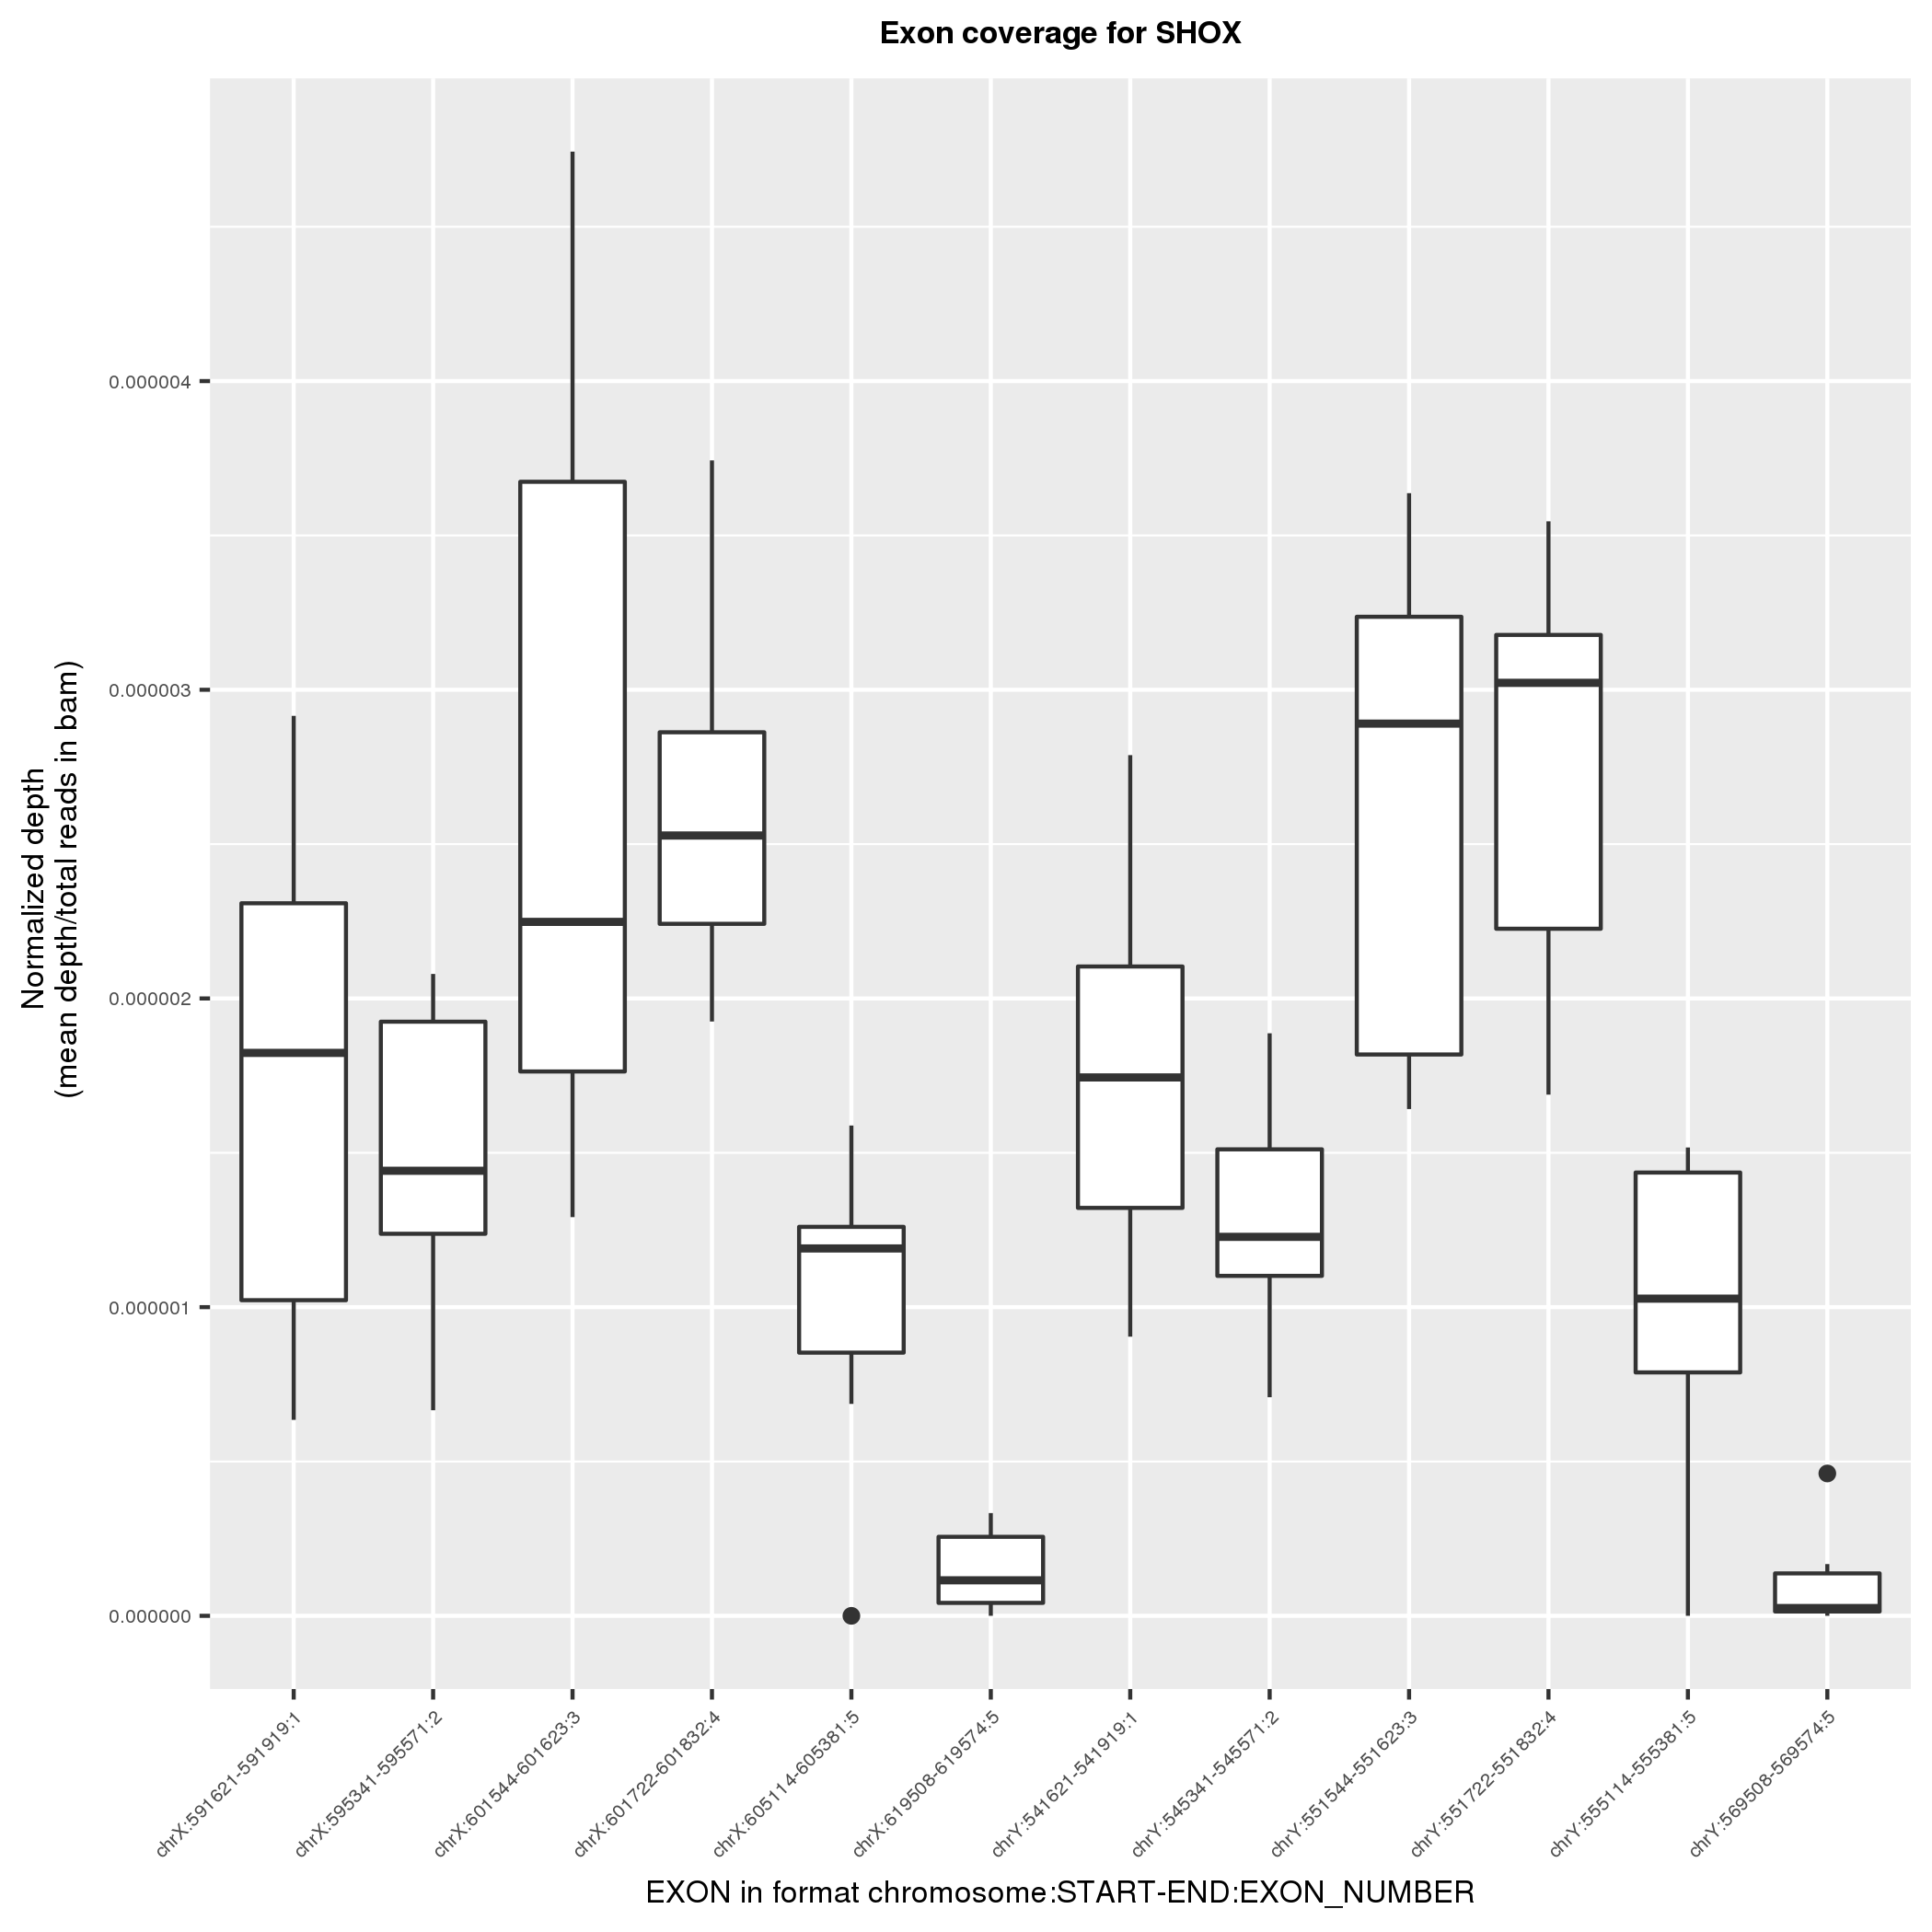 Exon coverage for SHOX
Normalized depth
(mean depth/total reads in bam)
0.000004
0.000003
0.000002
0.000001
0.000000
chrX:591621-591919:1
chrX:595341-595571:2
chrX:601544-601623:3
chrX:601722-601832:4
chrX:605114-605381:5
chrX:619508-619574:5
chrY:541621-541919:1
chrY:545341-545571:2
chrY:551544-551623:3
chrY:551722-551832:4
chrY:555114-555381:5
chrY:569508-569574:5
EXON in format chromosome:START-END:EXON_NUMBER